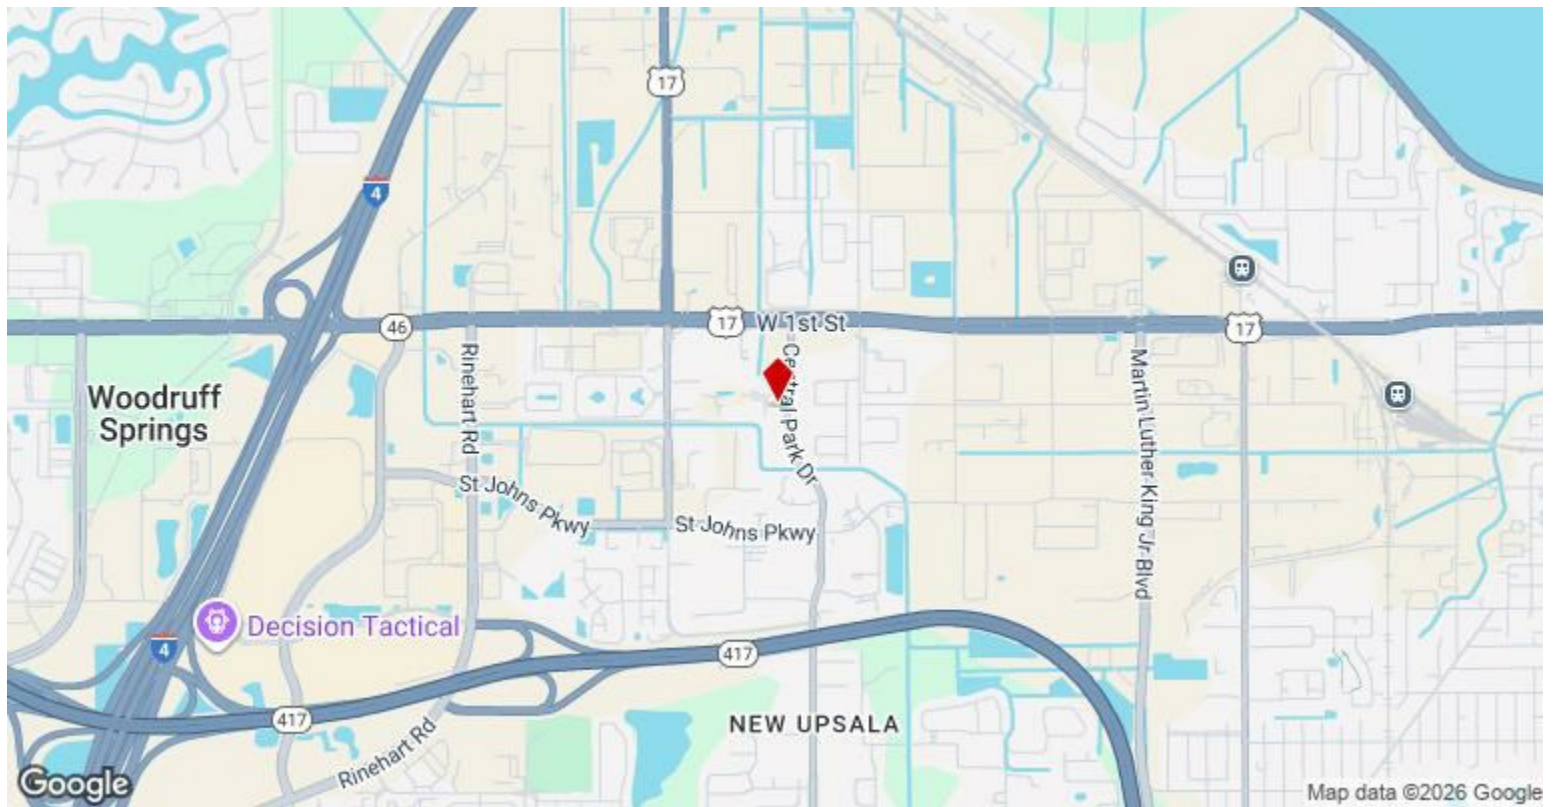 17
4
17
W 1st St
17
46
Central Park Dr
Rinehart Rd
Martin Luther King Jr Blvd
Woodruff
Springs
St Johns Pkwy
St Johns Pkwy
Decision Tactical
4
417
417
NEW UPSALA
Rinehart Rd
Google
Map data ©2026 Google